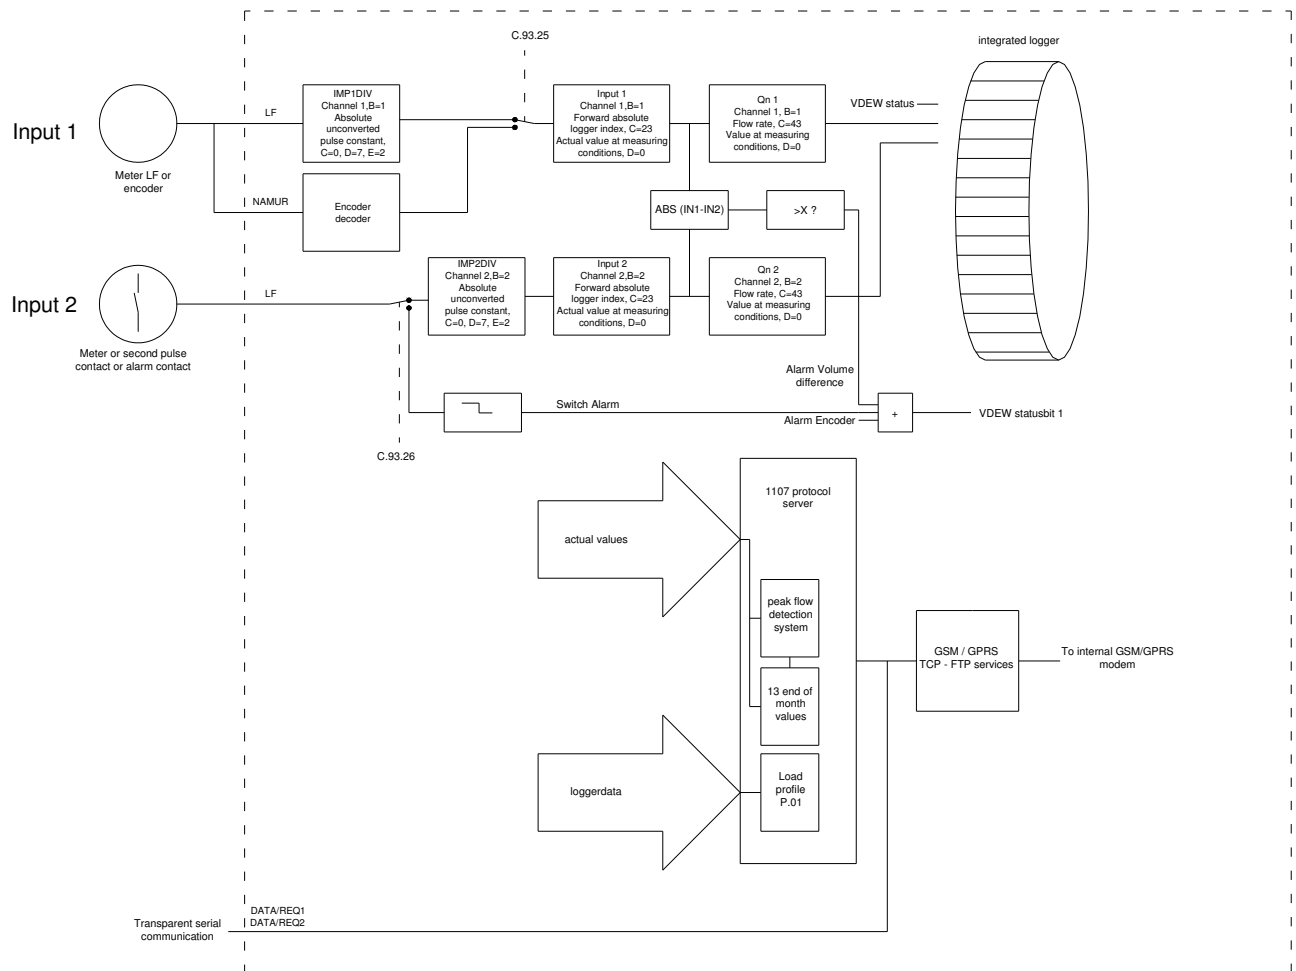 C.93.25
integrated logger
Input 1
Meter LF or
encoder
LF
NAMUR
IMP1DIV
Channel 1,B=1
Absolute
unconverted
pulse constant,
C=0, D=7, E=2
Encoder
decoder
Input 1
Channel 1,B=1
Forward absolute
logger index, C=23
Actual value at measuring
conditions, D=0
Qn 1
Channel 1, B=1
Flow rate, C=43
Value at measuring
conditions, D=0
VDEW status
ABS (IN1-IN2)
>X ?
Input 2
Meter or second pulse
contact or alarm contact
LF
IMP2DIV
Channel 2,B=2
Absolute
unconverted
pulse constant,
C=0, D=7, E=2
Input 2
Channel 2,B=2
Forward absolute
logger index, C=23
Actual value at measuring
conditions, D=0
Qn 2
Channel 2, B=2
Flow rate, C=43
Value at measuring
conditions, D=0
Alarm Volume
difference
Switch Alarm
Alarm Encoder
+
VDEW statusbit 1
C.93.26
1107 protocol
server
actual values
peak flow
detection
system
13 end of
month
values
GSM / GPRS
TCP - FTP services
To internal GSM/GPRS
modem
loggerdata
Load
profile
P.01
Transparent serial
communication
DATA/REQ1
DATA/REQ2